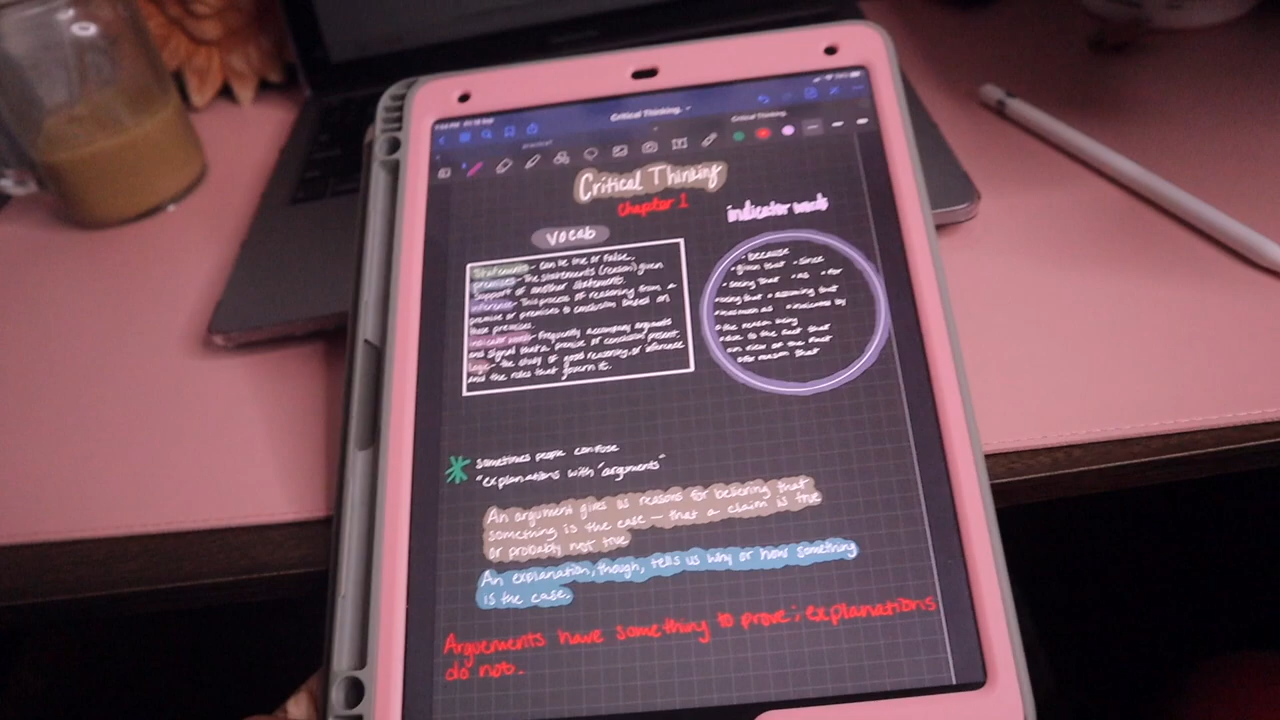 Critical Thinking.
Critical Thinking.
Critical Thinking
Chapter 1
vocab
Statements- can be true or False.
premises- The statements (reason) given
Support of another statements.
inference- This process of reasoning from a
premise or premises to conclusion based on
those premises.
indicator words- Frequently accompany arguments
and signal that a premise or conclusion present.
Logic- the study of good reasoning, or inference
and the rules that govern it.
indicator words
• because
• given that • since
• seeing that • as • for
• being that • assuming that
• inasmuch as • indicated by
• the reason being
• due to the fact that
• in view of the fact
• for reason that
sometimes people confuse
"explanations with "arguments"
An argument gives us reasons for believing that
something is the case — that a claim is true
or probably not true
An explanation, though, tells us why or how something
is the case.
Arguements have something to prove; explanations
do not.